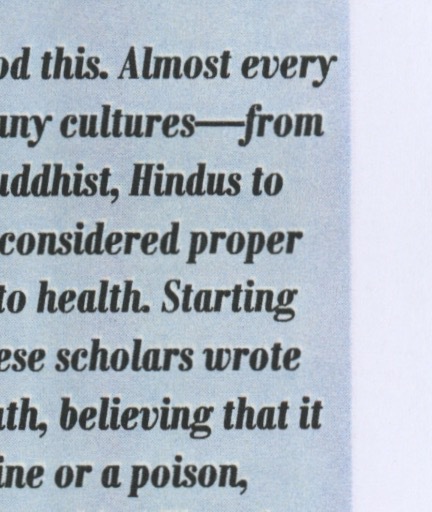 od this. Almost every
any cultures—from
uddhist, Hindus to
considered proper
to health. Starting
ese scholars wrote
ath, believing that it
ine or a poison,